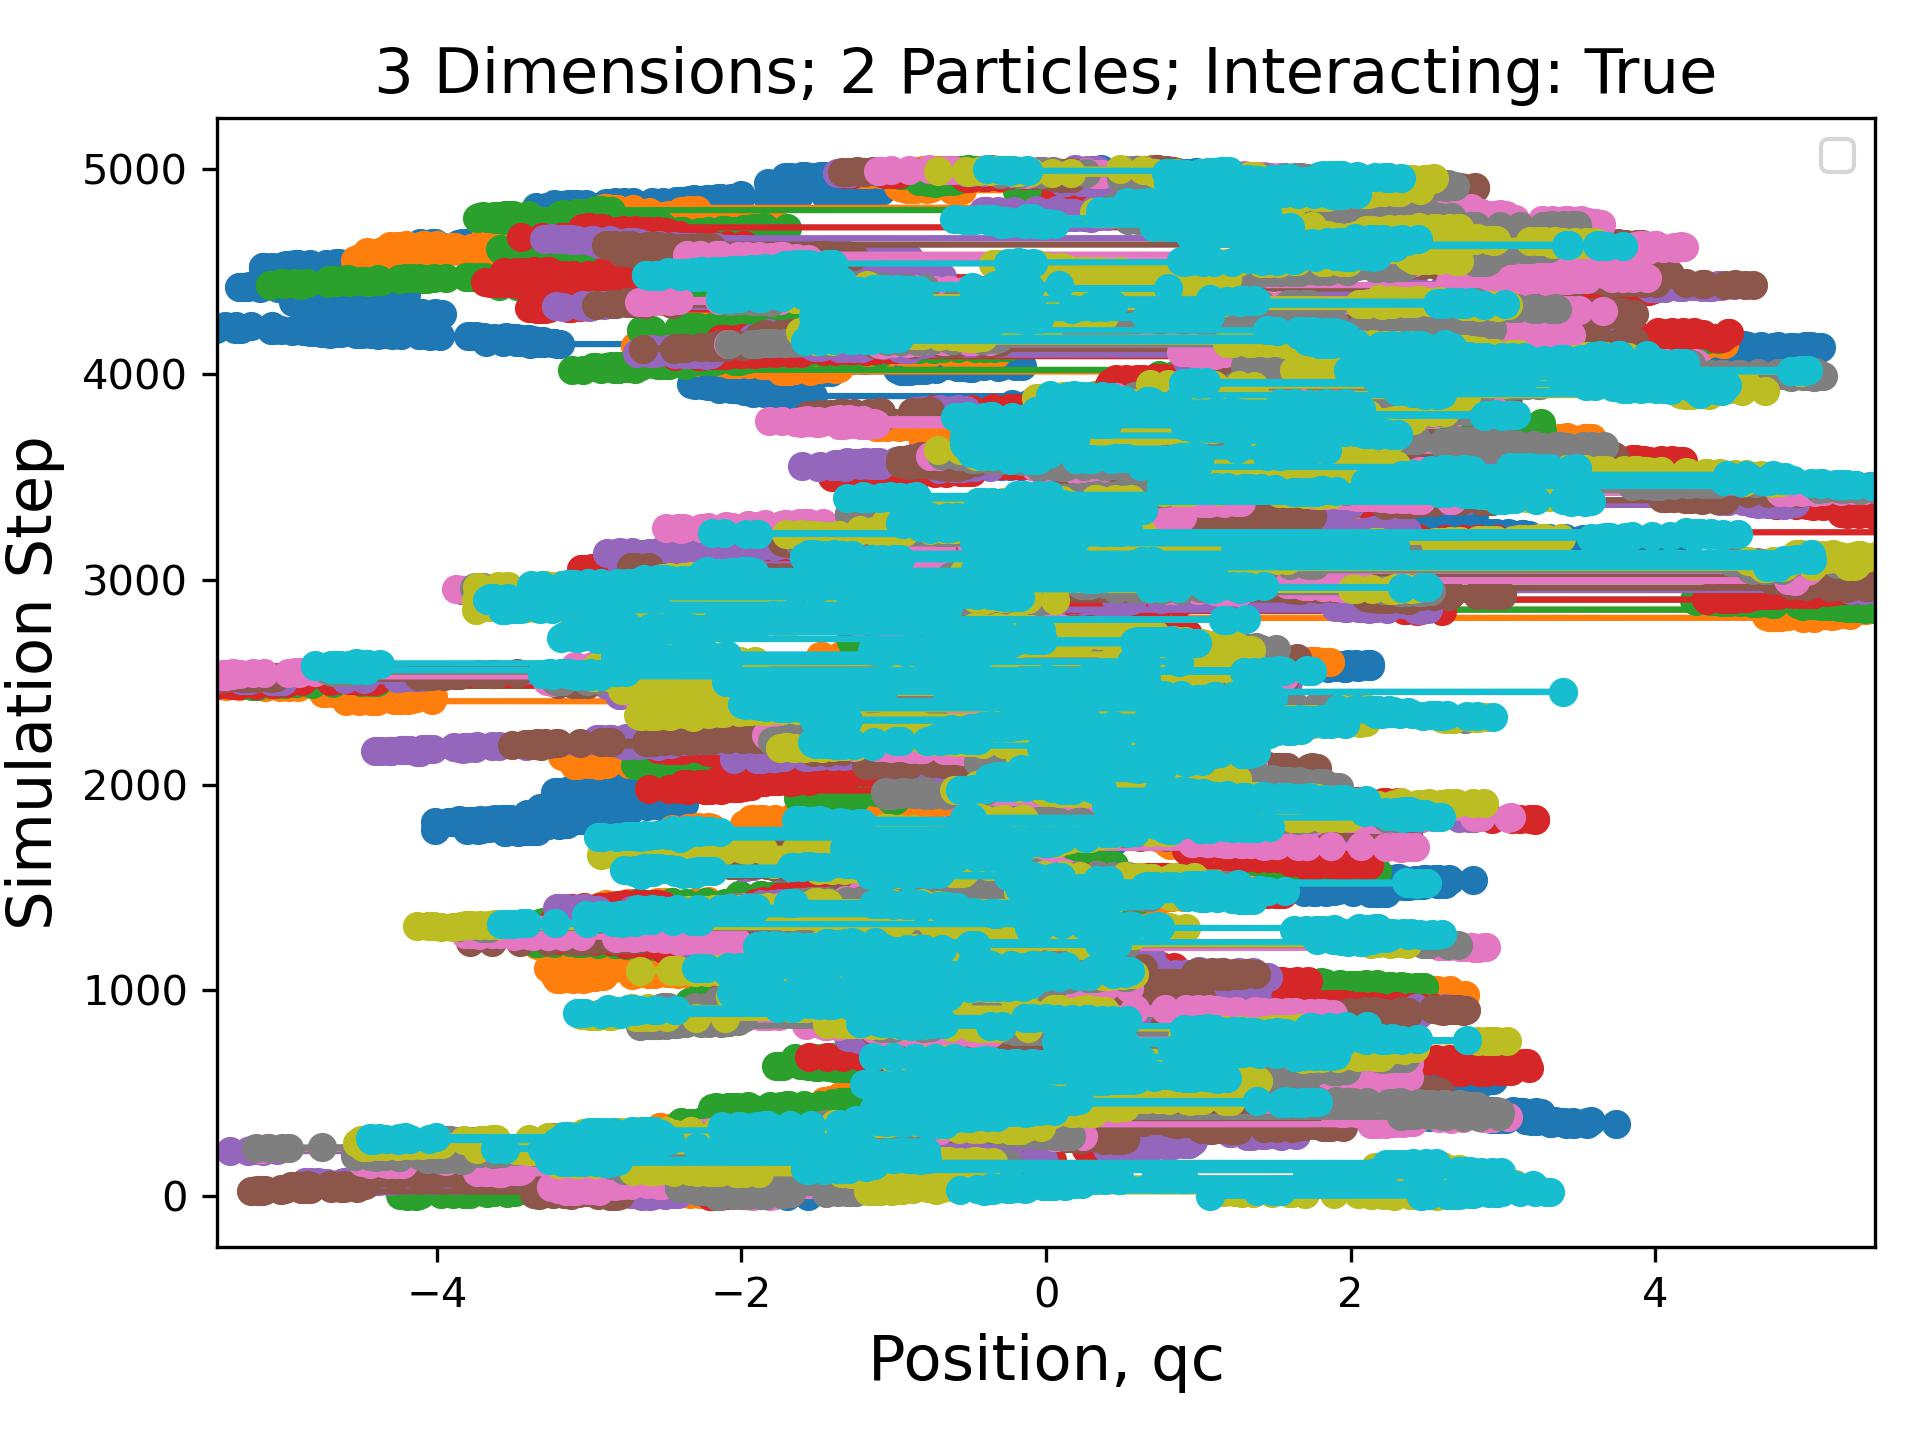 3 Dimensions; 2 Particles; Interacting: True
Simulation Step
5000
4000
3000
2000
1000
0
−4 −2 0 2 4
Position, qc